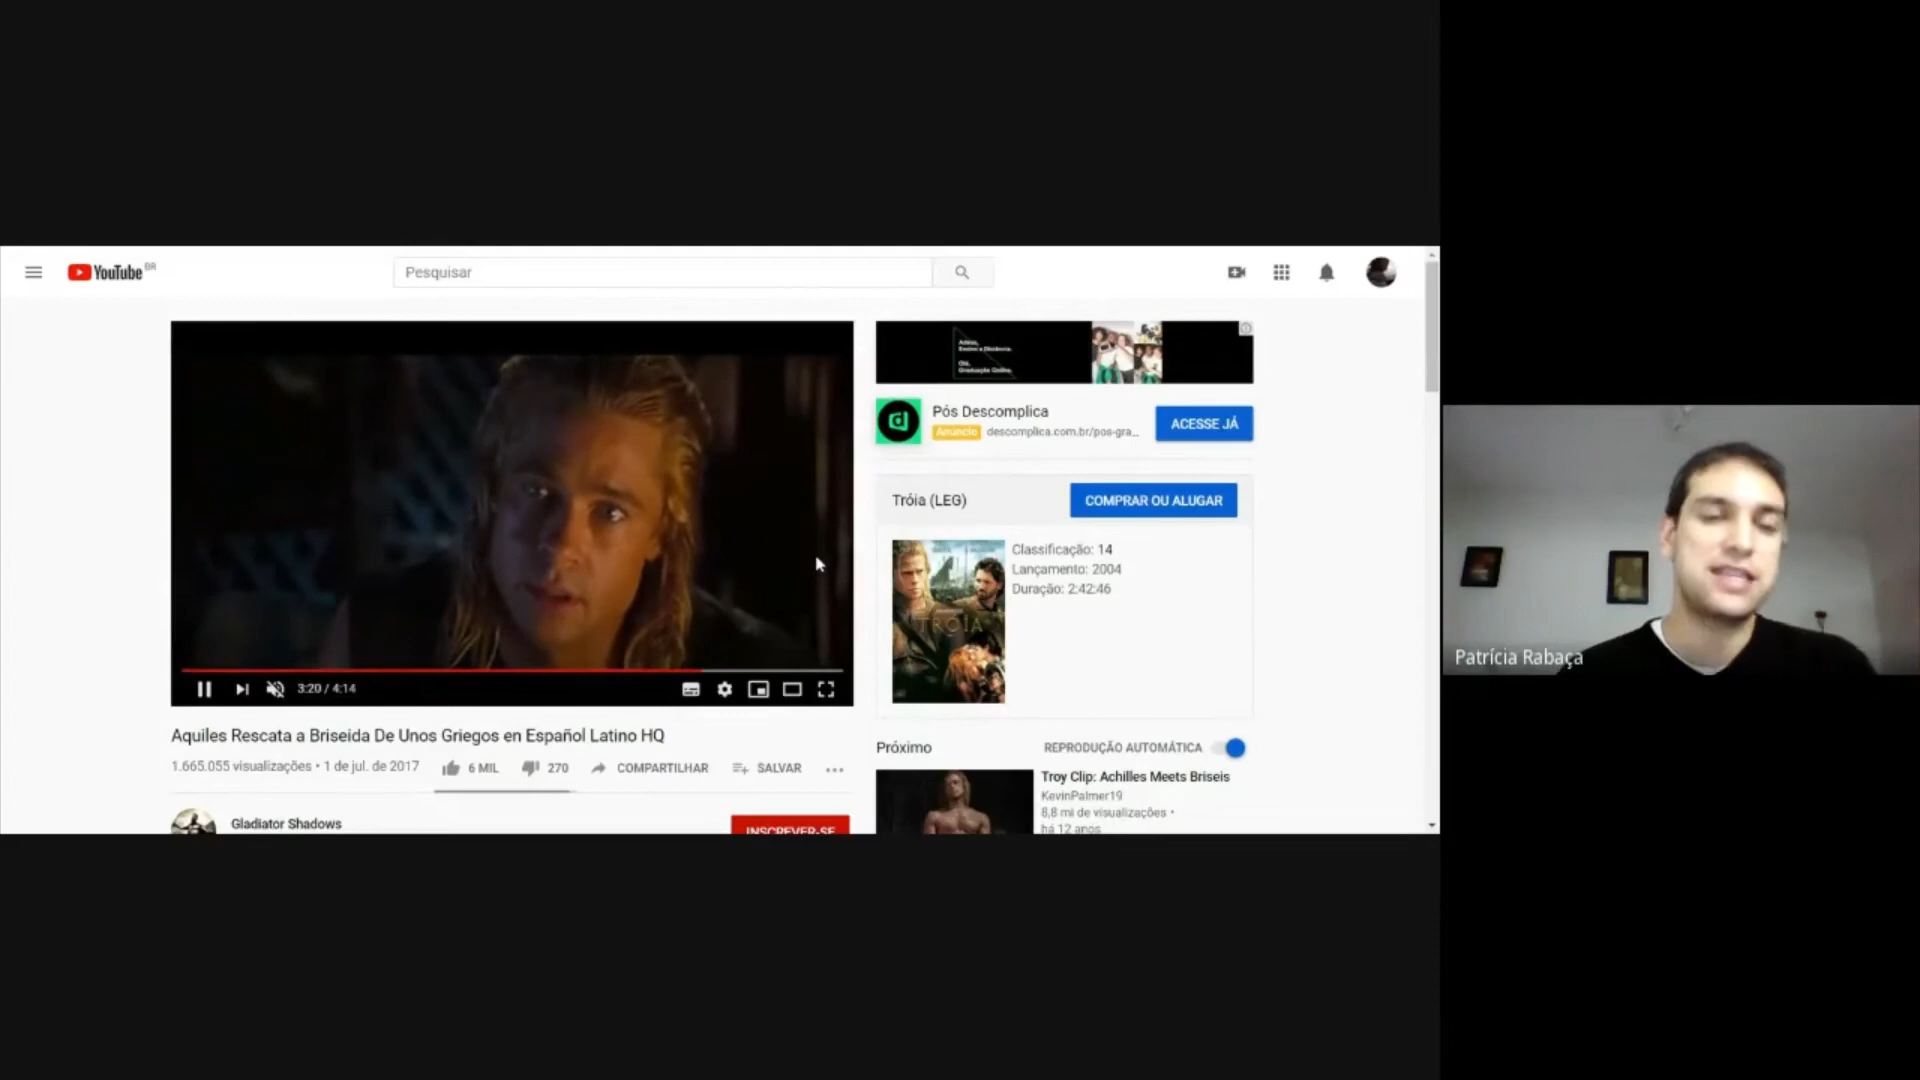 YouTube BR
Pesquisar
Pós Descomplica
Anúncio descomplica.com.br/pos-gra...
ACESSE JÁ
Tróia (LEG)
COMPRAR OU ALUGAR
Classificação: 14
Lançamento: 2004
Duração: 2:42:46
TROIA
3:20 / 4:14
Aquiles Rescata a Briseida De Unos Griegos en Español Latino HQ
1.665.055 visualizações • 1 de jul. de 2017
6 MIL
270
COMPARTILHAR
SALVAR
Gladiator Shadows
INSCREVER-SE
Próximo
REPRODUÇÃO AUTOMÁTICA
Troy Clip: Achilles Meets Briseis
KevinPalmer19
8,8 mi de visualizações •
há 12 anos
Patrícia Rabaça